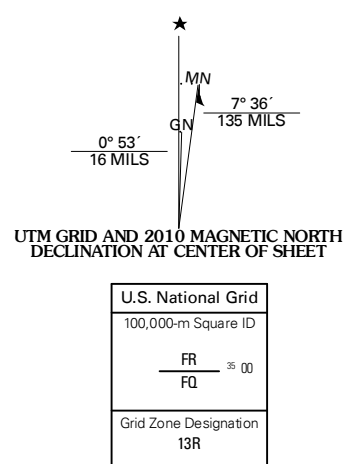 ★
MN
GN
7° 36´
135 MILS
0° 53´
16 MILS
UTM GRID AND 2010 MAGNETIC NORTH
DECLINATION AT CENTER OF SHEET
U.S. National Grid
100,000-m Square ID
FR
35 00
FQ
Grid Zone Designation
13R